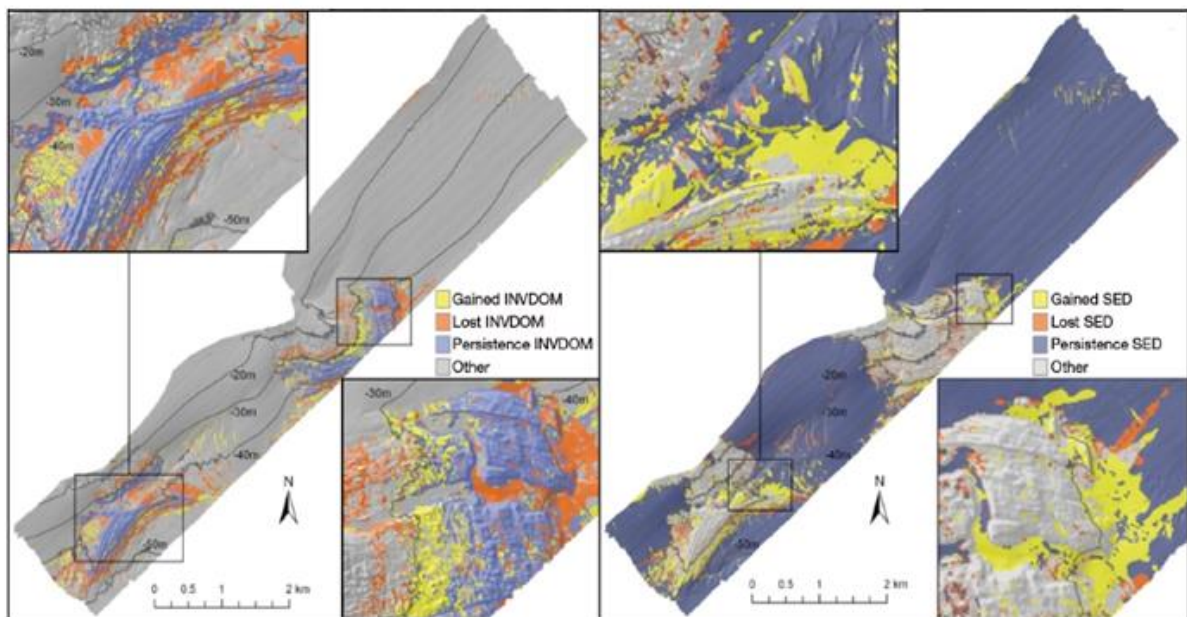 -20m
-30m
-40m
-50m
Gained INVDOM
Lost INVDOM
Persistence INVDOM
Other
-20m
-30m
-40m
-50m
-30m
-40m
N
0 0.5 1 2 km
Gained SED
Lost SED
Persistence SED
Other
-20m
-30m
-40m
-50m
N
0 0.5 1 2 km